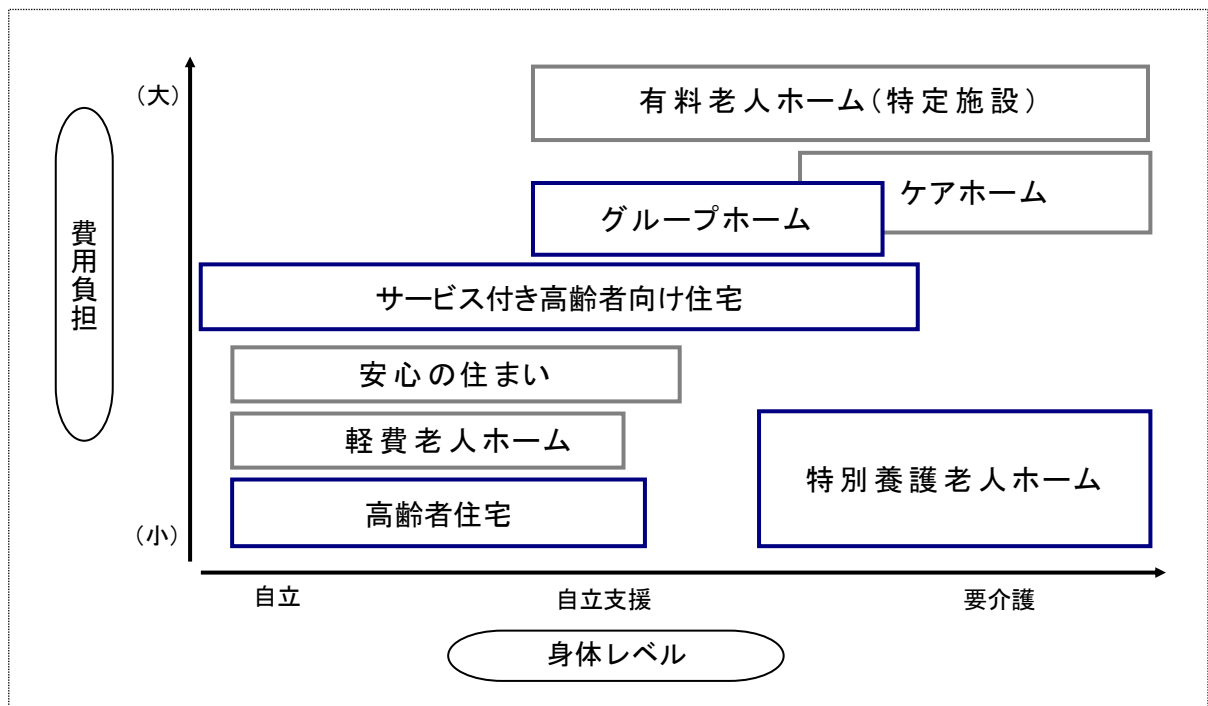 (大)
有料老人ホーム(特定施設)
ケアホーム
グループホーム
費用負担
サービス付き高齢者向け住宅
安心の住まい
軽費老人ホーム
特別養護老人ホーム
高齢者住宅
(小)
自立
自立支援
要介護
身体レベル